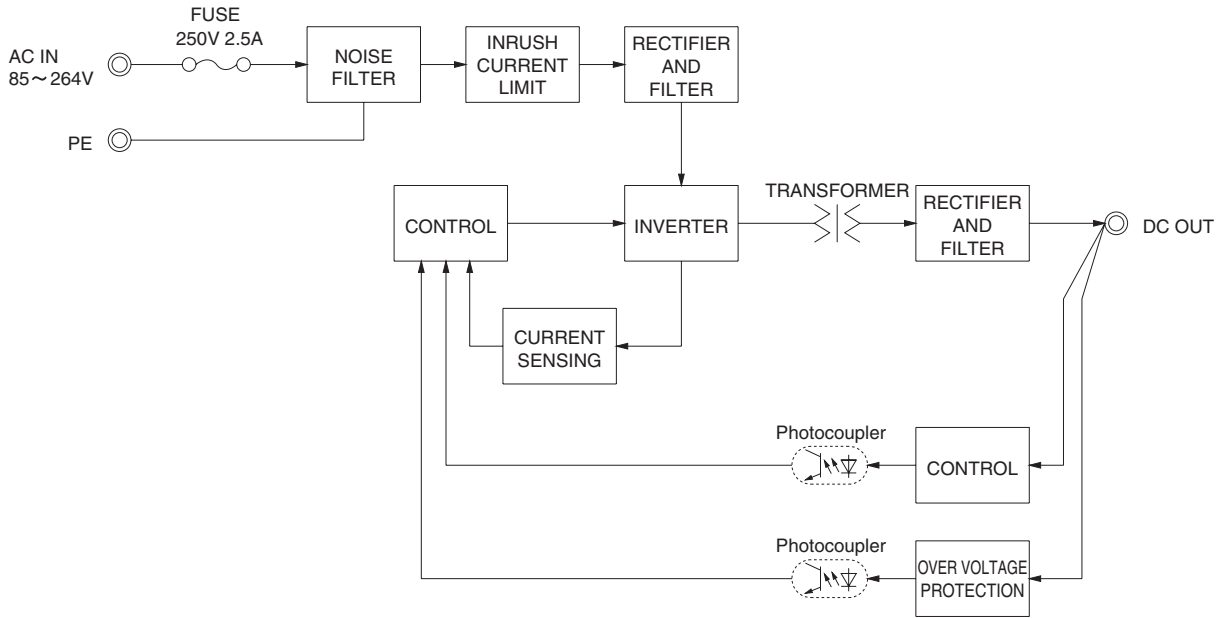 FUSE
250V 2.5A
AC IN
85～264V
NOISE
FILTER
INRUSH
CURRENT
LIMIT
RECTIFIER
AND
FILTER
PE
CONTROL
INVERTER
TRANSFORMER
RECTIFIER
AND
FILTER
DC OUT
CURRENT
SENSING
Photocoupler
CONTROL
Photocoupler
OVER VOLTAGE
PROTECTION